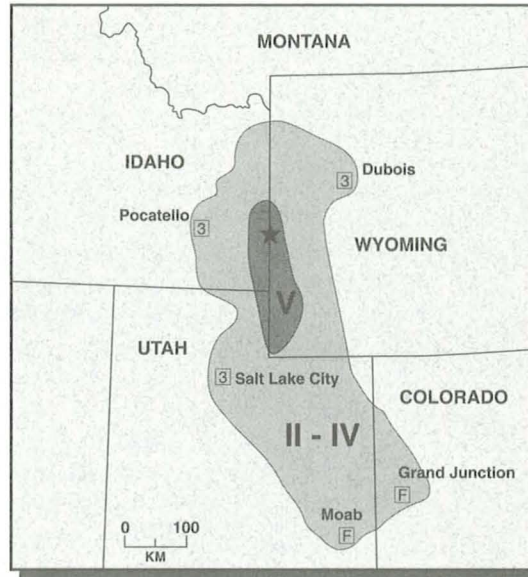 MONTANA
IDAHO
Dubois
3
Pocatello 3
WYOMING
V
UTAH
3 Salt Lake City
COLORADO
II - IV
Grand Junction
F
Moab
F
0 100
KM